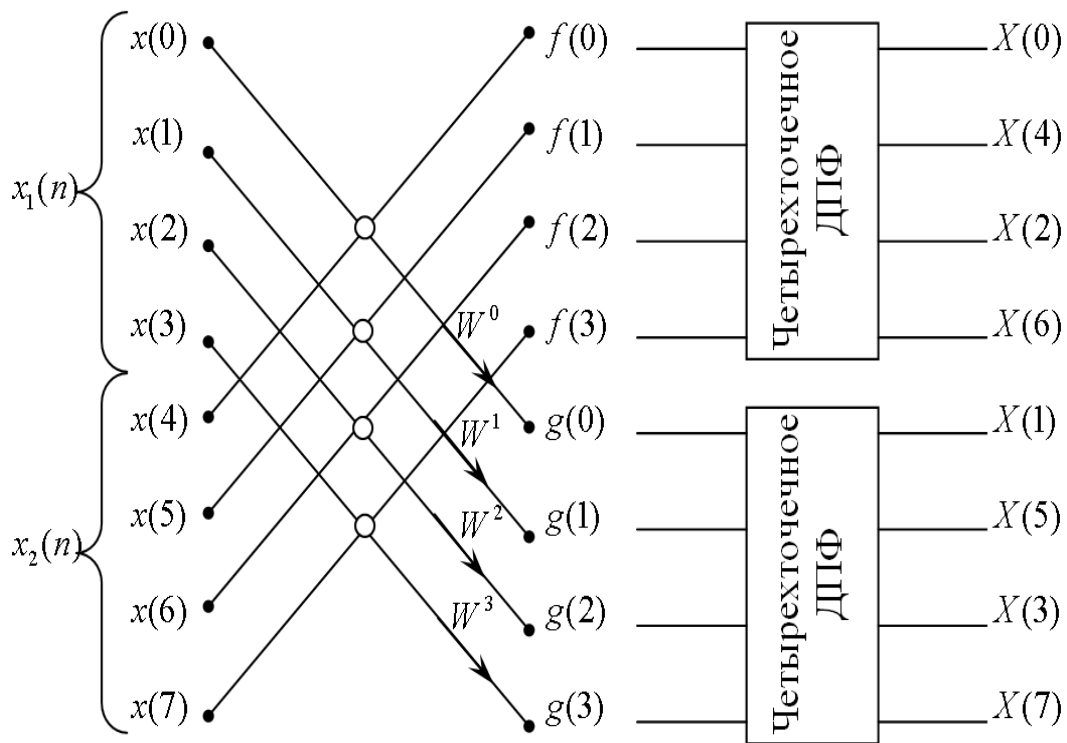 x(0)
x(1)
x(2)
x(3)
x(4)
x(5)
x(6)
x(7)
x₁(n)
x₂(n)
W⁰
W¹
W²
W³
f(0)
f(1)
f(2)
f(3)
g(0)
g(1)
g(2)
g(3)
Четырехточечное
ДПФ
Четырехточечное
ДПФ
X(0)
X(4)
X(2)
X(6)
X(1)
X(5)
X(3)
X(7)